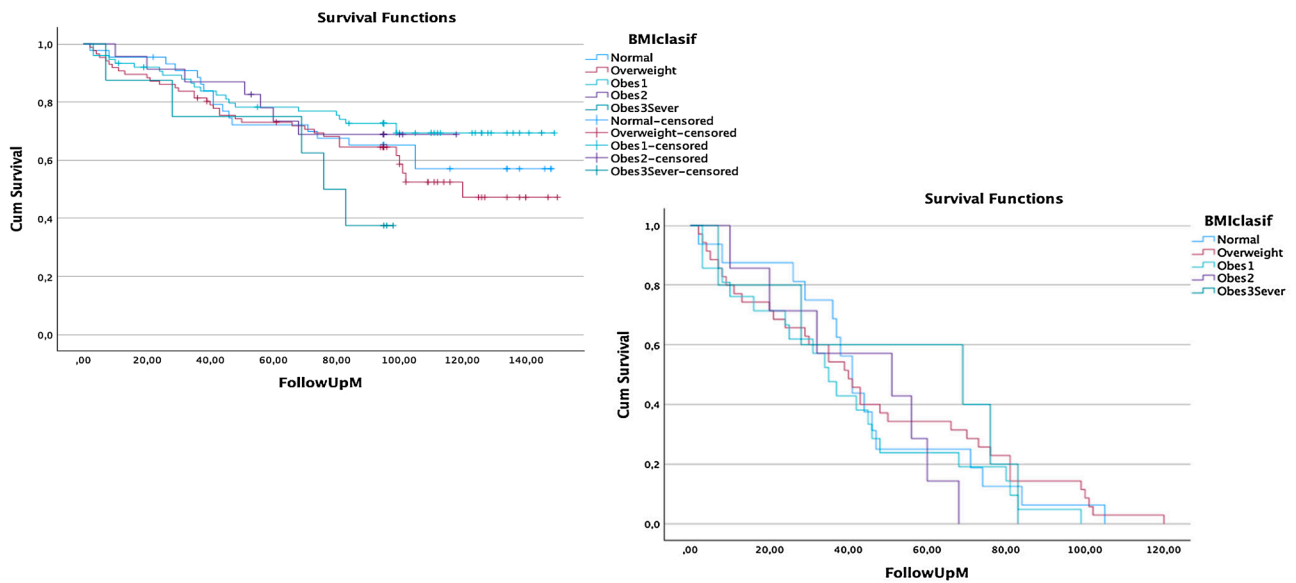 Survival Functions
BMIclasif
Normal
Overweight
Obes1
Obes2
Obes3Sever
Normal-censored
Overweight-censored
Obes1-censored
Obes2-censored
Obes3Sever-censored
Cum Survival
1,0
0,8
0,6
0,4
0,2
0,0
,00 20,00 40,00 60,00 80,00 100,00 120,00 140,00
FollowUpM
Survival Functions
BMIclasif
Normal
Overweight
Obes1
Obes2
Obes3Sever
Cum Survival
1,0
0,8
0,6
0,4
0,2
0,0
,00 20,00 40,00 60,00 80,00 100,00 120,00
FollowUpM